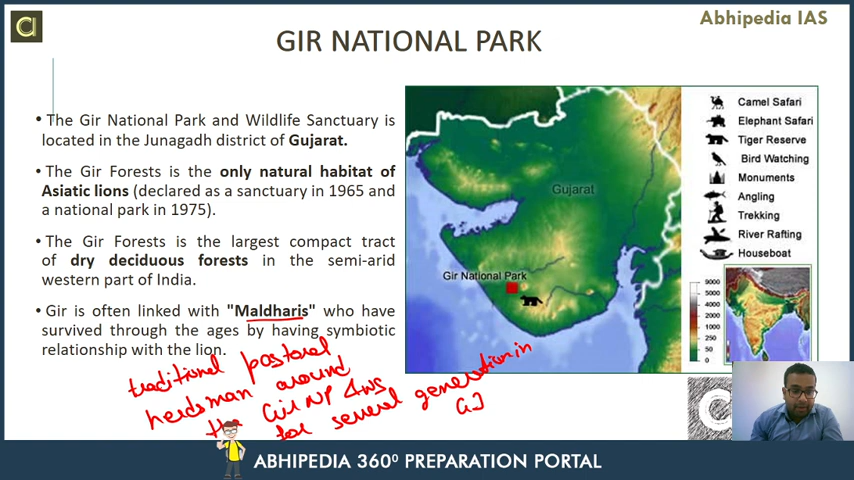 Abhipedia IAS
GIR NATIONAL PARK
• The Gir National Park and Wildlife Sanctuary is
located in the Junagadh district of Gujarat.
• The Gir Forests is the only natural habitat of
Asiatic lions (declared as a sanctuary in 1965 and
a national park in 1975).
• The Gir Forests is the largest compact tract
of dry deciduous forests in the semi-arid
western part of India.
• Gir is often linked with "Maldharis" who have
survived through the ages by having symbiotic
relationship with the lion.
traditional pastoral
herdsman around
the Gir NP &WS
for several generation in
GJ
Gujarat
Gir National Park
Camel Safari
Elephant Safari
Tiger Reserve
Bird Watching
Monuments
Angling
Trekking
River Rafting
Houseboat
9000
5000
2000
1000
250
50
0
ABHIPEDIA 360⁰ PREPARATION PORTAL